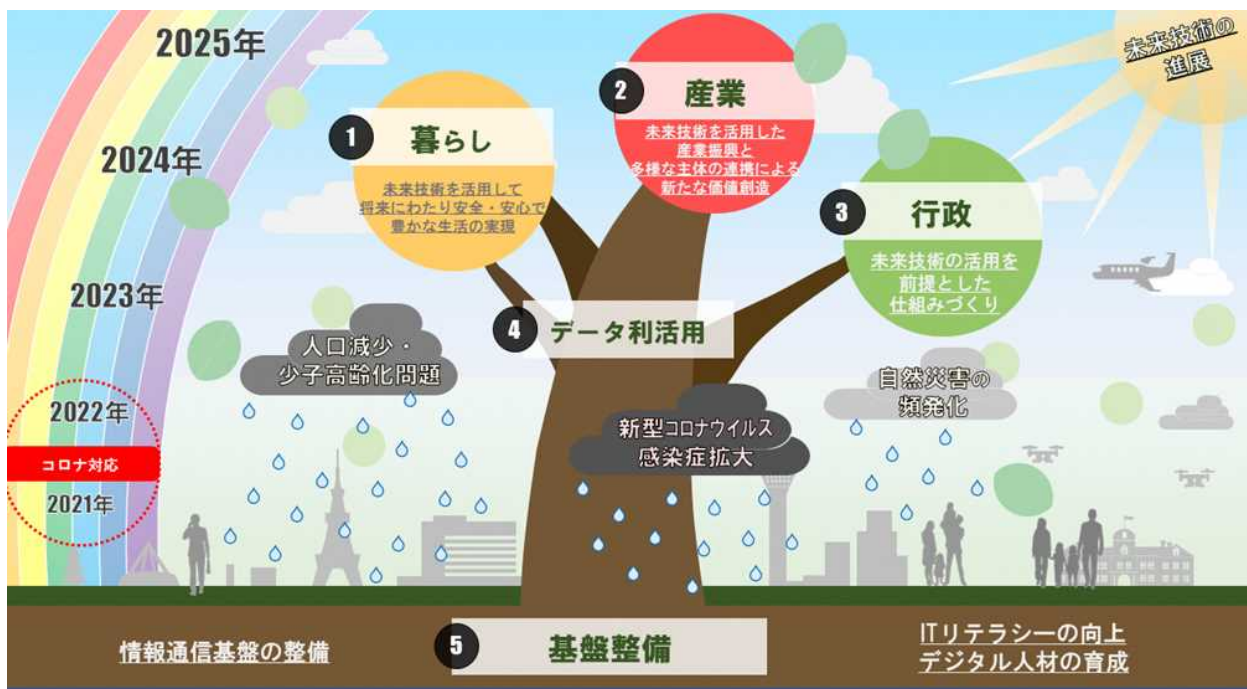 2025年
2024年
2023年
2022年
コロナ対応
2021年
未来技術の
進展
1 暮らし
未来技術を活用して
将来にわたり安全・安心で
豊かな生活の実現
2 産業
未来技術を活用した
産業振興と
多様な主体の連携による
新たな価値創造
3 行政
未来技術の活用を
前提とした
仕組みづくり
4 データ利活用
人口減少・
少子高齢化問題
新型コロナウイルス
感染症拡大
自然災害の
頻発化
情報通信基盤の整備
5 基盤整備
ITリテラシーの向上
デジタル人材の育成